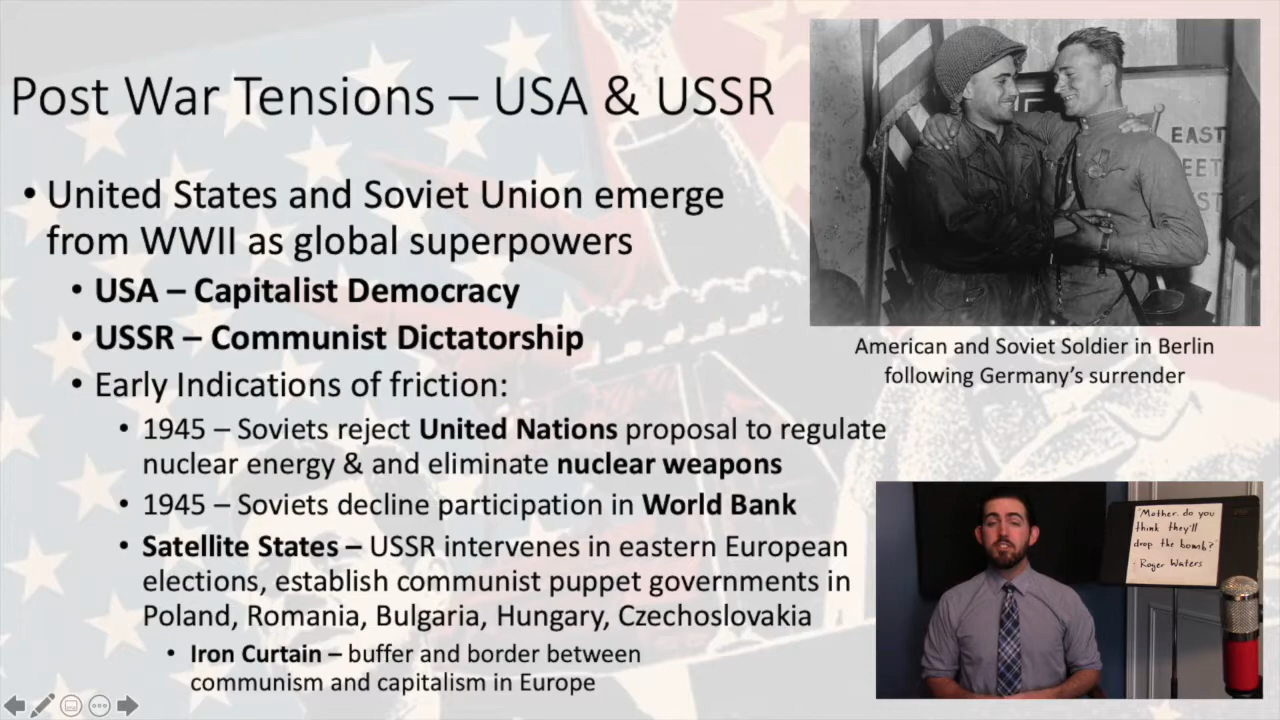 Post War Tensions – USA & USSR
• United States and Soviet Union emerge
from WWII as global superpowers
• USA – Capitalist Democracy
• USSR – Communist Dictatorship
• Early Indications of friction:
• 1945 – Soviets reject United Nations proposal to regulate
nuclear energy & and eliminate nuclear weapons
• 1945 – Soviets decline participation in World Bank
• Satellite States – USSR intervenes in eastern European
elections, establish communist puppet governments in
Poland, Romania, Bulgaria, Hungary, Czechoslovakia
• Iron Curtain – buffer and border between
communism and capitalism in Europe
EAST
American and Soviet Soldier in Berlin
following Germany's surrender
"Mother, do you
think they'll
drop the bomb?"
- Roger Waters